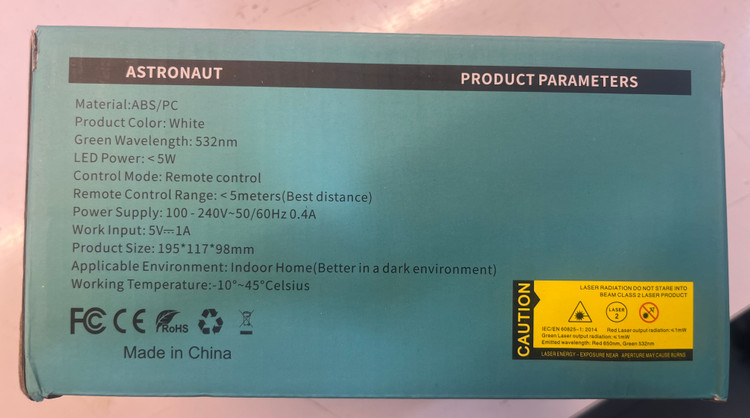 ASTRONAUT
PRODUCT PARAMETERS
Material:ABS/PC
Product Color: White
Green Wavelength: 532nm
LED Power: <5W
Control Mode: Remote control
Remote Control Range: <5meters(Best distance)
Power Supply: 100 - 240V~50/60Hz 0.4A
Work Input: 5V⎓1A
Product Size: 195*117*98mm
Applicable Environment: Indoor Home(Better in a dark environment)
Working Temperature:-10°~45°Celsius
FC CE RoHS
Made in China
CAUTION
LASER RADIATION DO NOT STARE INTO
BEAM CLASS 2 LASER PRODUCT
LASER
2
IEC/EN 60825-1: 2014 Red Laser output radiation: ≤1mW
Green Laser output radiation: ≤1mW
Emitted wavelength: Red 650nm, Green 532nm
LASER ENERGY - EXPOSURE NEAR APERTURE MAY CAUSE BURNS